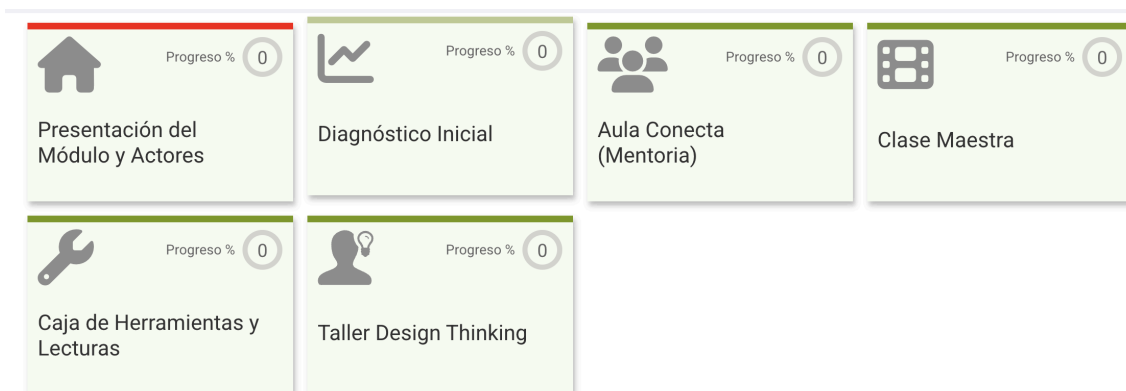 Progreso % 0
Presentación del
Módulo y Actores
Progreso % 0
Diagnóstico Inicial
Progreso % 0
Aula Conecta
(Mentoria)
Progreso % 0
Clase Maestra
Progreso % 0
Caja de Herramientas y
Lecturas
Progreso % 0
Taller Design Thinking